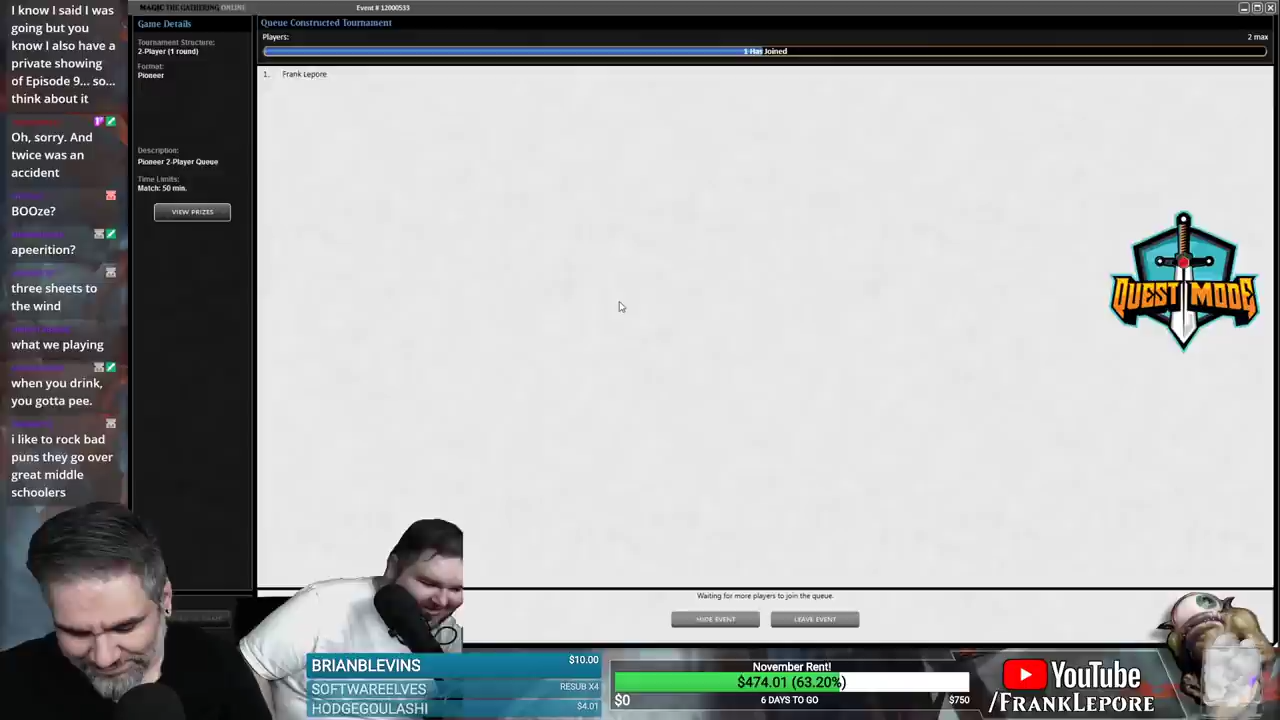 I know I said I was
going but you
know I also have a
private showing
of Episode 9... so...
think about it
Oh, sorry. And
twice was an
accident
BOOze?
apeerition?
three sheets to
the wind
what we playing
when you drink,
you gotta pee.
i like to rock bad
puns they go over
great middle
schoolers
MAGIC THE GATHERING ONLINE
Event # 12000533
Game Details
Tournament Structure:
2-Player (1 round)
Format:
Pioneer
Description:
Pioneer 2-Player Queue
Time Limits:
Match: 50 min.
VIEW PRIZES
Queue Constructed Tournament
Players:
2 max
1 Has Joined
1. Frank Lepore
QUEST MODE
Waiting for more players to join the queue.
HIDE EVENT
LEAVE EVENT
BRIANBLEVINS $10.00
SOFTWAREELVES RESUB X4
HODGEGOULASHI $4.01
November Rent!
$474.01 (63.20%)
$0 6 DAYS TO GO $750
YouTube
/FRANKLEPORE